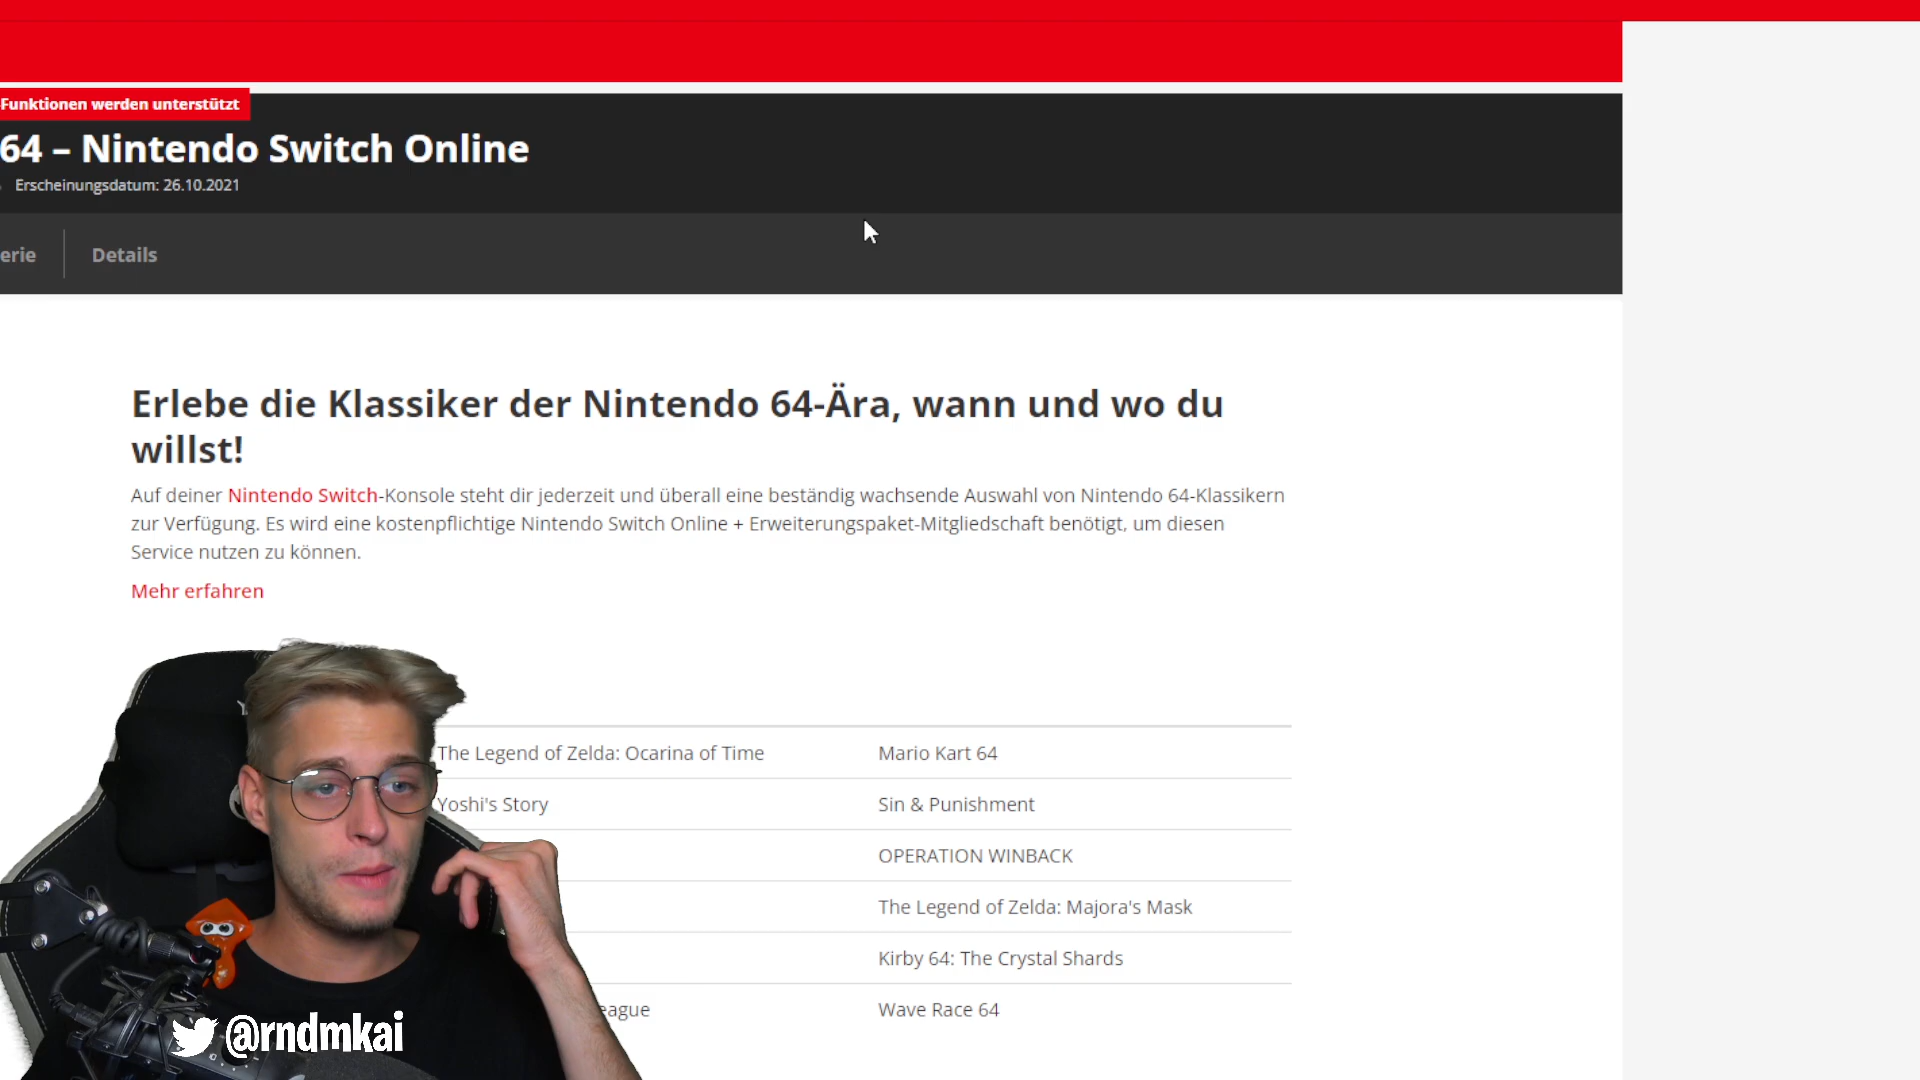 -Funktionen werden unterstützt
64 – Nintendo Switch Online
Erscheinungsdatum: 26.10.2021
erie
Details
Erlebe die Klassiker der Nintendo 64-Ära, wann und wo du
willst!
Auf deiner Nintendo Switch-Konsole steht dir jederzeit und überall eine beständig wachsende Auswahl von Nintendo 64-Klassikern
zur Verfügung. Es wird eine kostenpflichtige Nintendo Switch Online + Erweiterungspaket-Mitgliedschaft benötigt, um diesen
Service nutzen zu können.
Mehr erfahren
The Legend of Zelda: Ocarina of Time
Mario Kart 64
Yoshi's Story
Sin & Punishment
OPERATION WINBACK
The Legend of Zelda: Majora's Mask
Kirby 64: The Crystal Shards
eague
Wave Race 64
@rndmkai